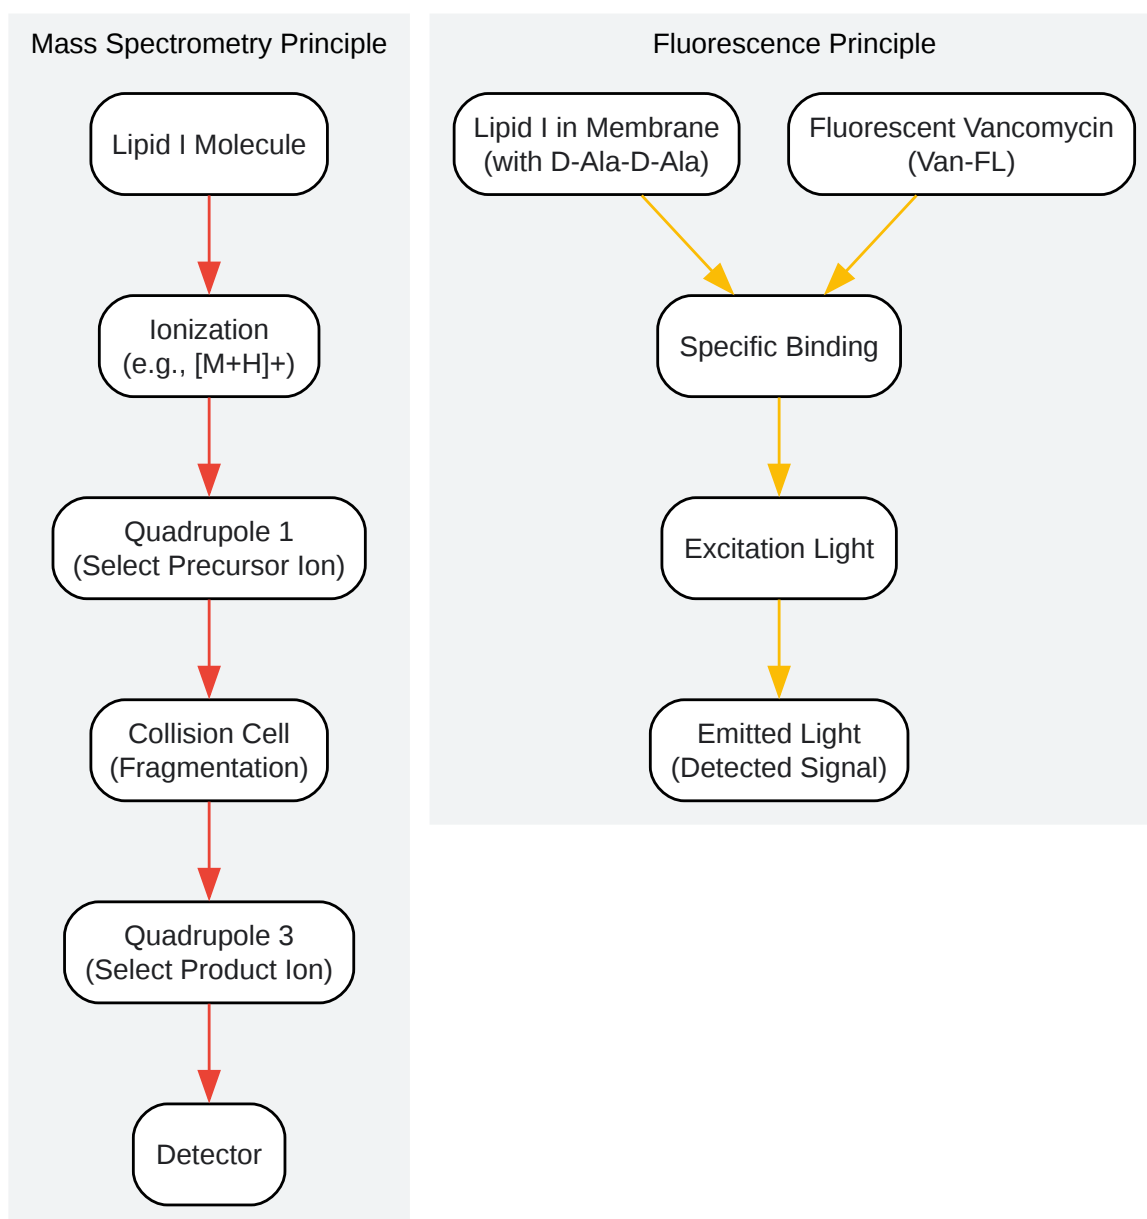 Mass Spectrometry Principle
Lipid I Molecule
Ionization
(e.g., [M+H]+)
Quadrupole 1
(Select Precursor Ion)
Collision Cell
(Fragmentation)
Quadrupole 3
(Select Product Ion)
Detector
Fluorescence Principle
Lipid I in Membrane
(with D-Ala-D-Ala)
Fluorescent Vancomycin
(Van-FL)
Specific Binding
Excitation Light
Emitted Light
(Detected Signal)